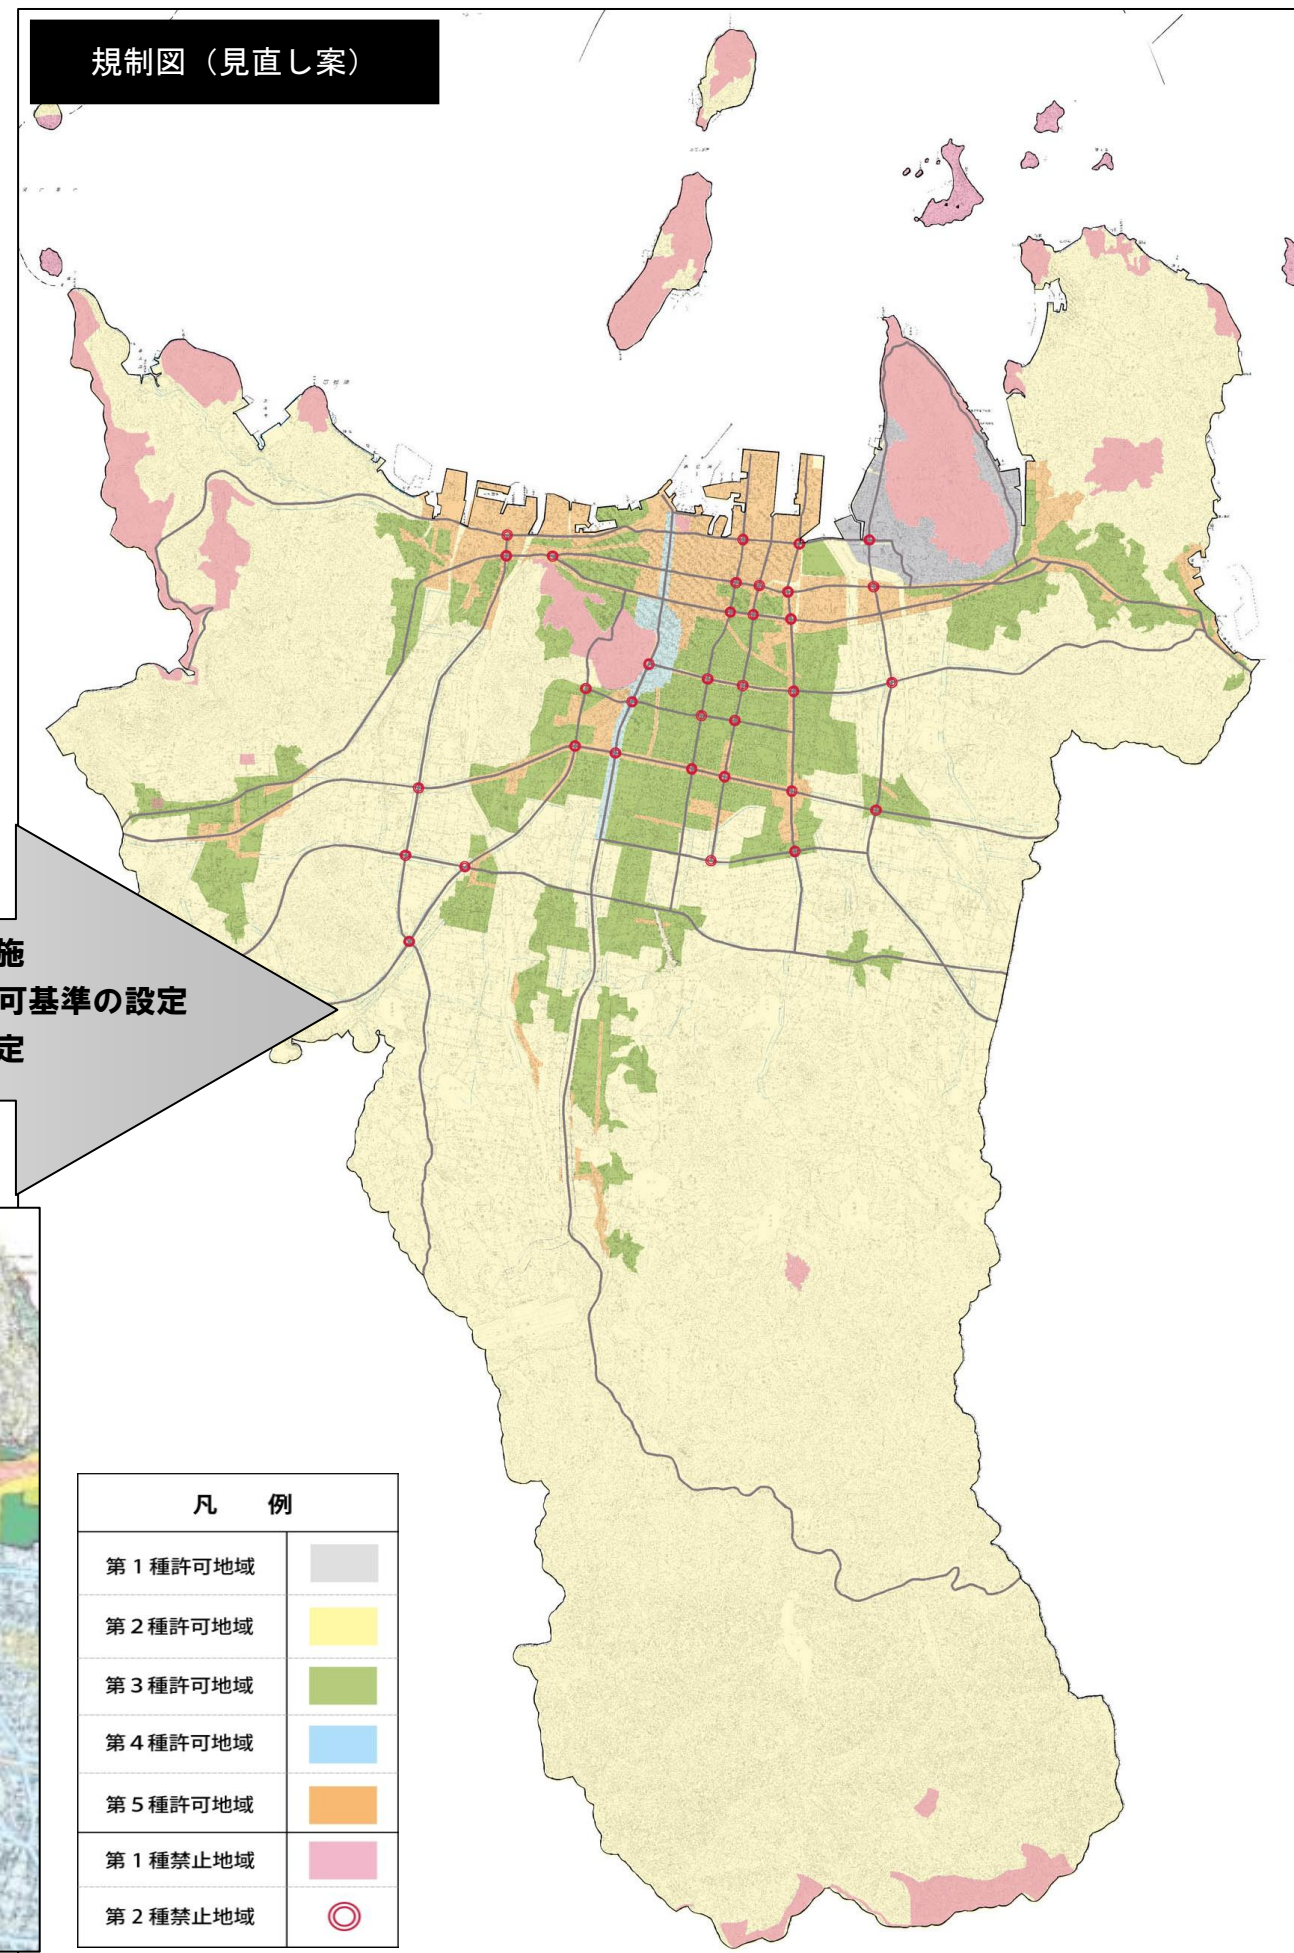 規制図（見直し案）
施
可基準の設定
定
凡 例
第１種許可地域
第２種許可地域
第３種許可地域
第４種許可地域
第５種許可地域
第１種禁止地域
第２種禁止地域